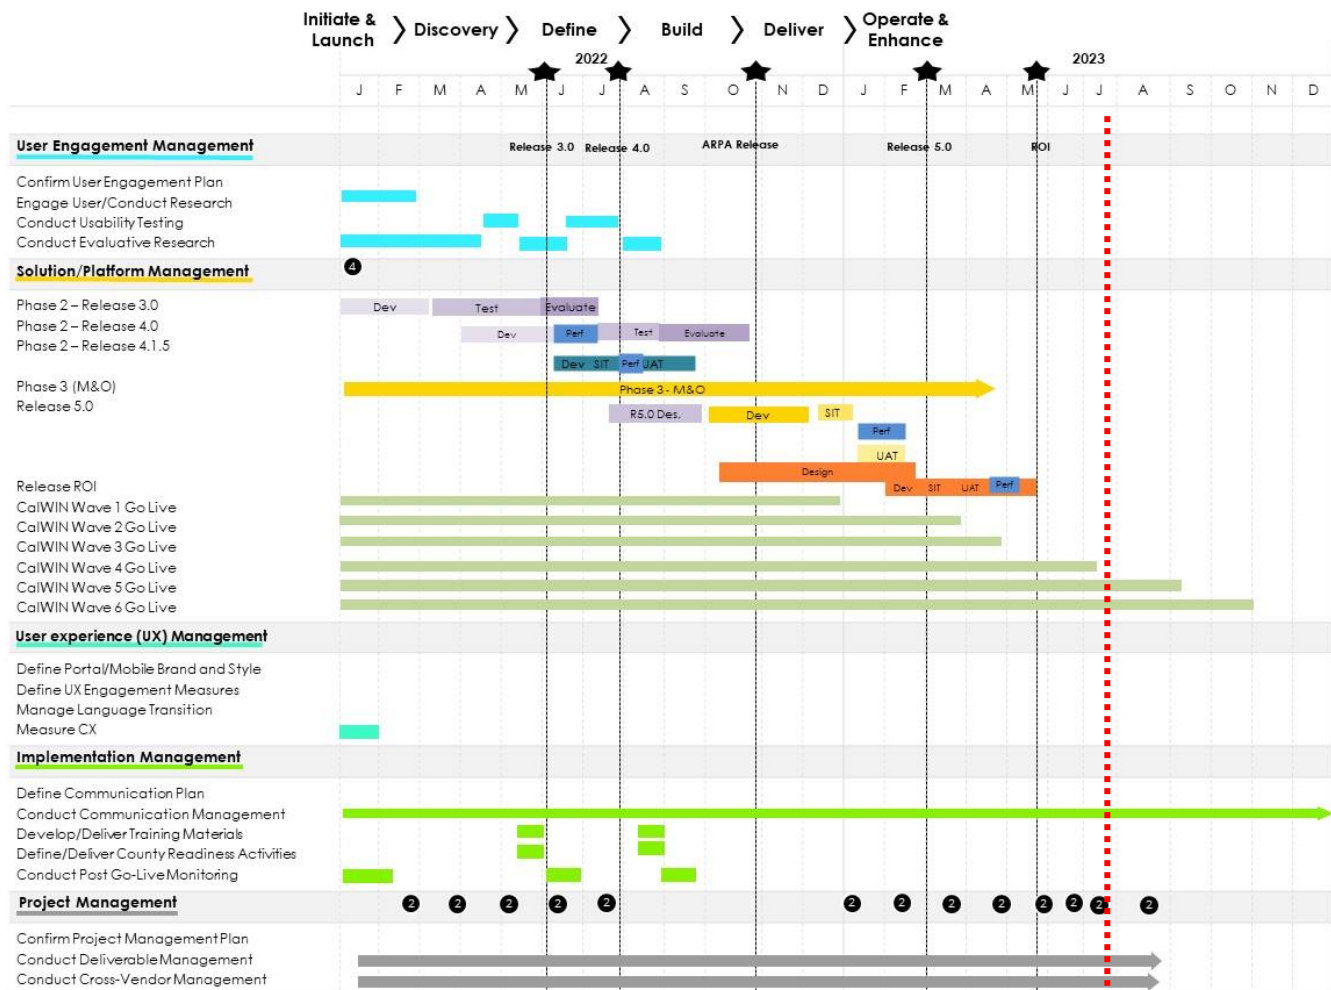 Initiate & Launch > Discovery > Define > Build > Deliver > Operate & Enhance
2022 2023
J F M A M J J A S O N D J F M A M J J A S O N D
User Engagement Management
Release 3.0 Release 4.0 ARPA Release Release 5.0 ROI
Confirm User Engagement Plan
Engage User/Conduct Research
Conduct Usability Testing
Conduct Evaluative Research
Solution/Platform Management 4
Phase 2 – Release 3.0 Dev Test Evaluate
Phase 2 – Release 4.0 Dev Perf Test Evaluate
Phase 2 – Release 4.1.5 Dev SIT Perf UAT
Phase 3 (M&O) Phase 3 - M&O
Release 5.0 R5.0 Des. Dev SIT
Perf
UAT
Design
Release ROI Dev SIT UAT Perf
CalWIN Wave 1 Go Live
CalWIN Wave 2 Go Live
CalWIN Wave 3 Go Live
CalWIN Wave 4 Go Live
CalWIN Wave 5 Go Live
CalWIN Wave 6 Go Live
User experience (UX) Management
Define Portal/Mobile Brand and Style
Define UX Engagement Measures
Manage Language Transition
Measure CX
Implementation Management
Define Communication Plan
Conduct Communication Management
Develop/Deliver Training Materials
Define/Deliver County Readiness Activities
Conduct Post Go-Live Monitoring
Project Management 2 2 2 2 2 2 2 2 2 2 2 2 2
Confirm Project Management Plan
Conduct Deliverable Management
Conduct Cross-Vendor Management